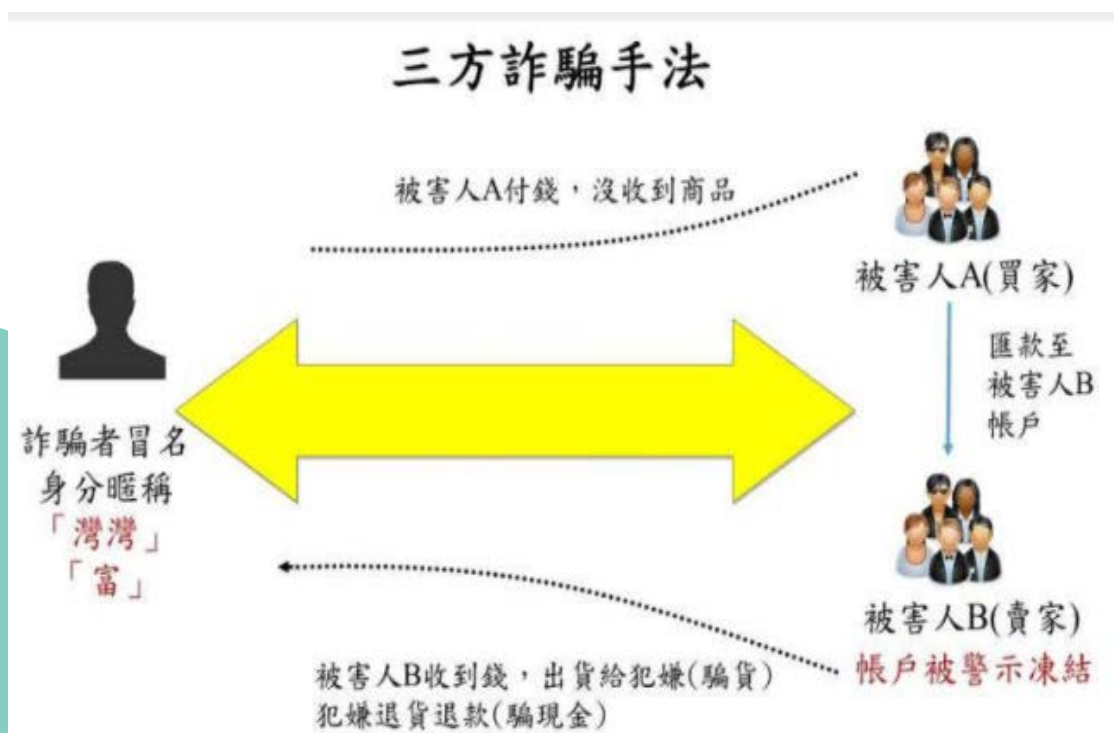 三方詐騙手法
被害人A付錢，沒收到商品
被害人A(買家)
匯款至
被害人B
帳戶
詐騙者冒名
身分暱稱
「灣灣」
「富」
被害人B(賣家)
帳戶被警示凍結
被害人B收到錢，出貨給犯嫌(騙貨)
犯嫌退貨退款(騙現金)